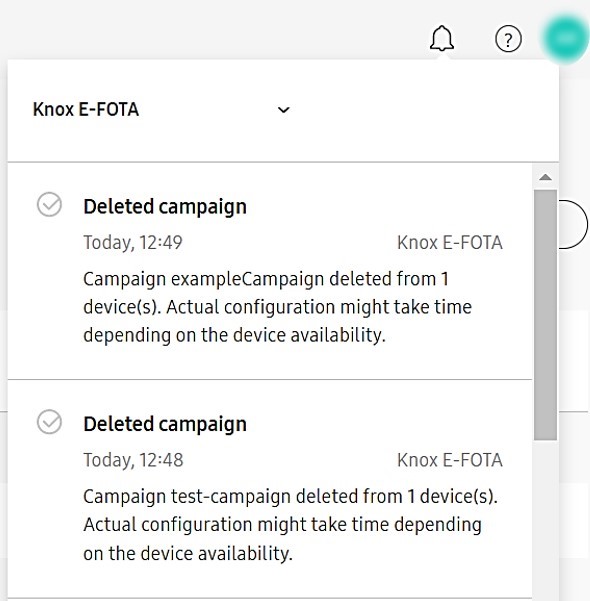 ?
Knox E-FOTA
Deleted campaign
Today, 12:49 Knox E-FOTA
Campaign exampleCampaign deleted from 1
device(s). Actual configuration might take time
depending on the device availability.
Deleted campaign
Today, 12:48 Knox E-FOTA
Campaign test-campaign deleted from 1 device(s).
Actual configuration might take time depending
on the device availability.